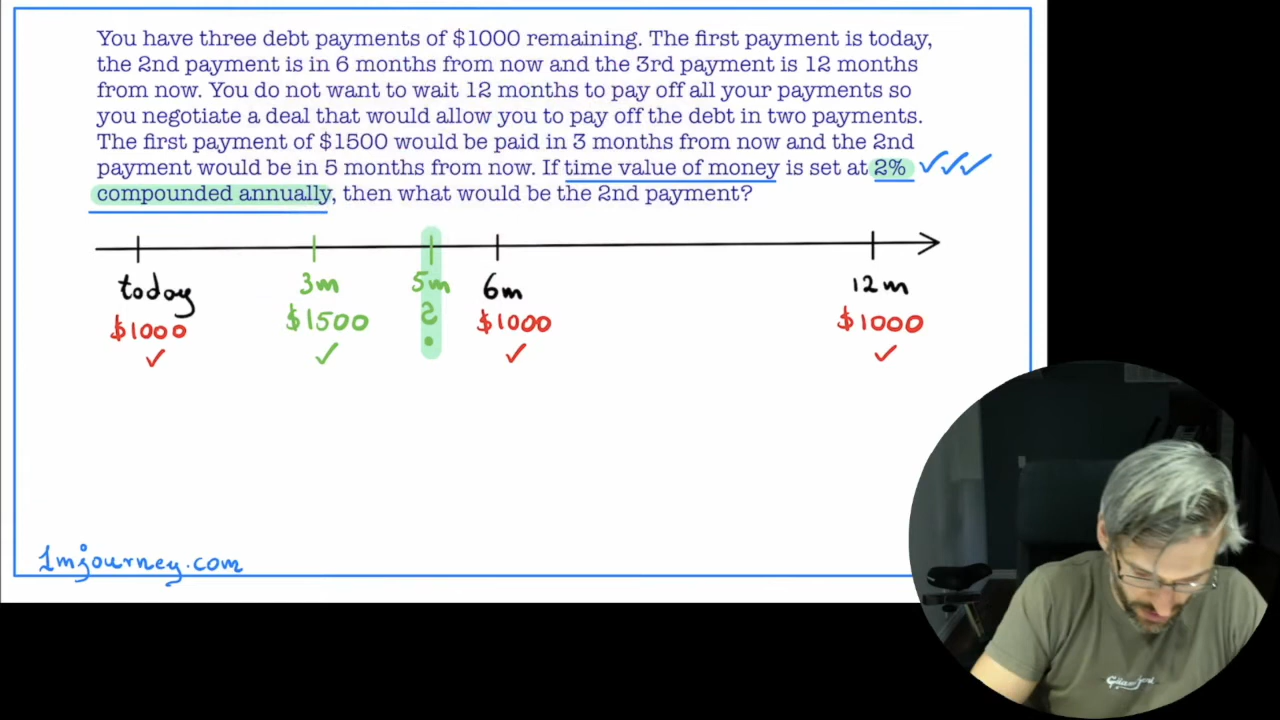 You have three debt payments of $1000 remaining. The first payment is today,
the 2nd payment is in 6 months from now and the 3rd payment is 12 months
from now. You do not want to wait 12 months to pay off all your payments so
you negotiate a deal that would allow you to pay off the debt in two payments.
The first payment of $1500 would be paid in 3 months from now and the 2nd
payment would be in 5 months from now. If time value of money is set at 2%
compounded annually, then what would be the 2nd payment?
today 3m 5m 6m 12m
$1000 $1500 ? $1000 $1000
1mjourney.com